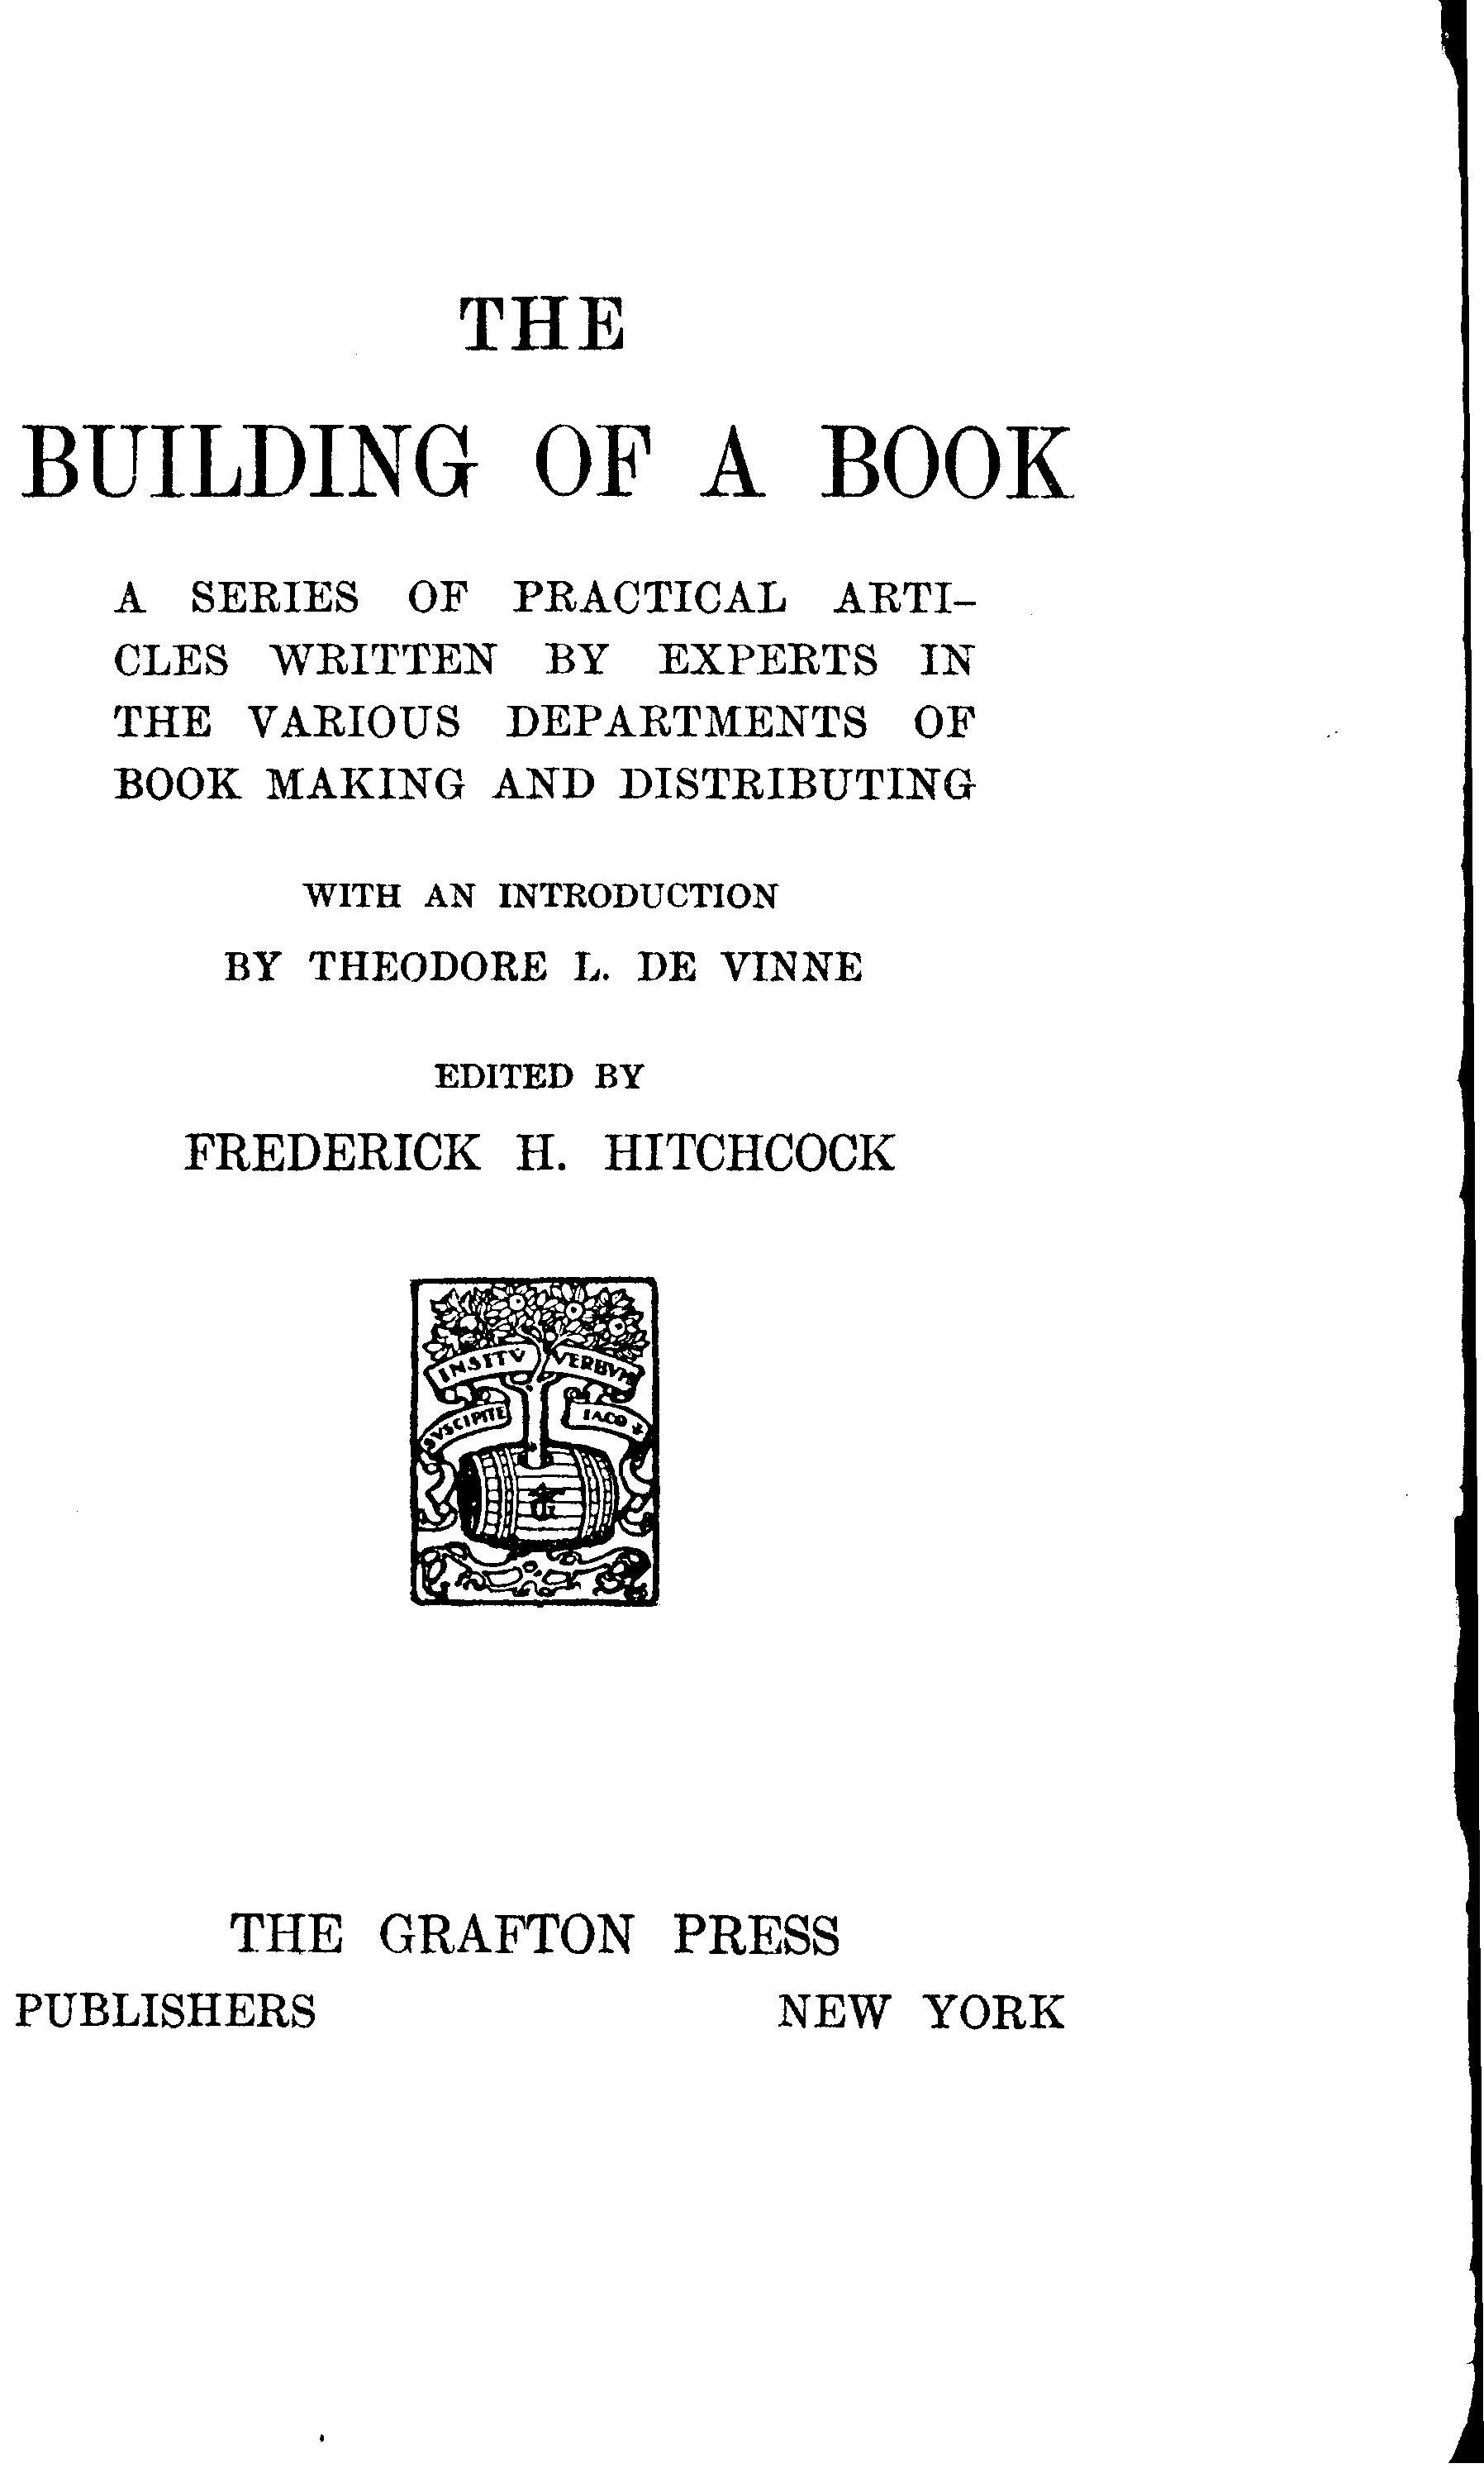 THE
BUILDING OF A BOOK
A SERIES OF PRACTICAL ARTI-
CLES WRITTEN BY EXPERTS IN
THE VARIOUS DEPARTMENTS OF
BOOK MAKING AND DISTRIBUTING
WITH AN INTRODUCTION
BY THEODORE L. DE VINNE
EDITED BY
FREDERICK H. HITCHCOCK
INSITV VERBVM
SVSCIPITE IACO
THE GRAFTON PRESS
PUBLISHERS NEW YORK